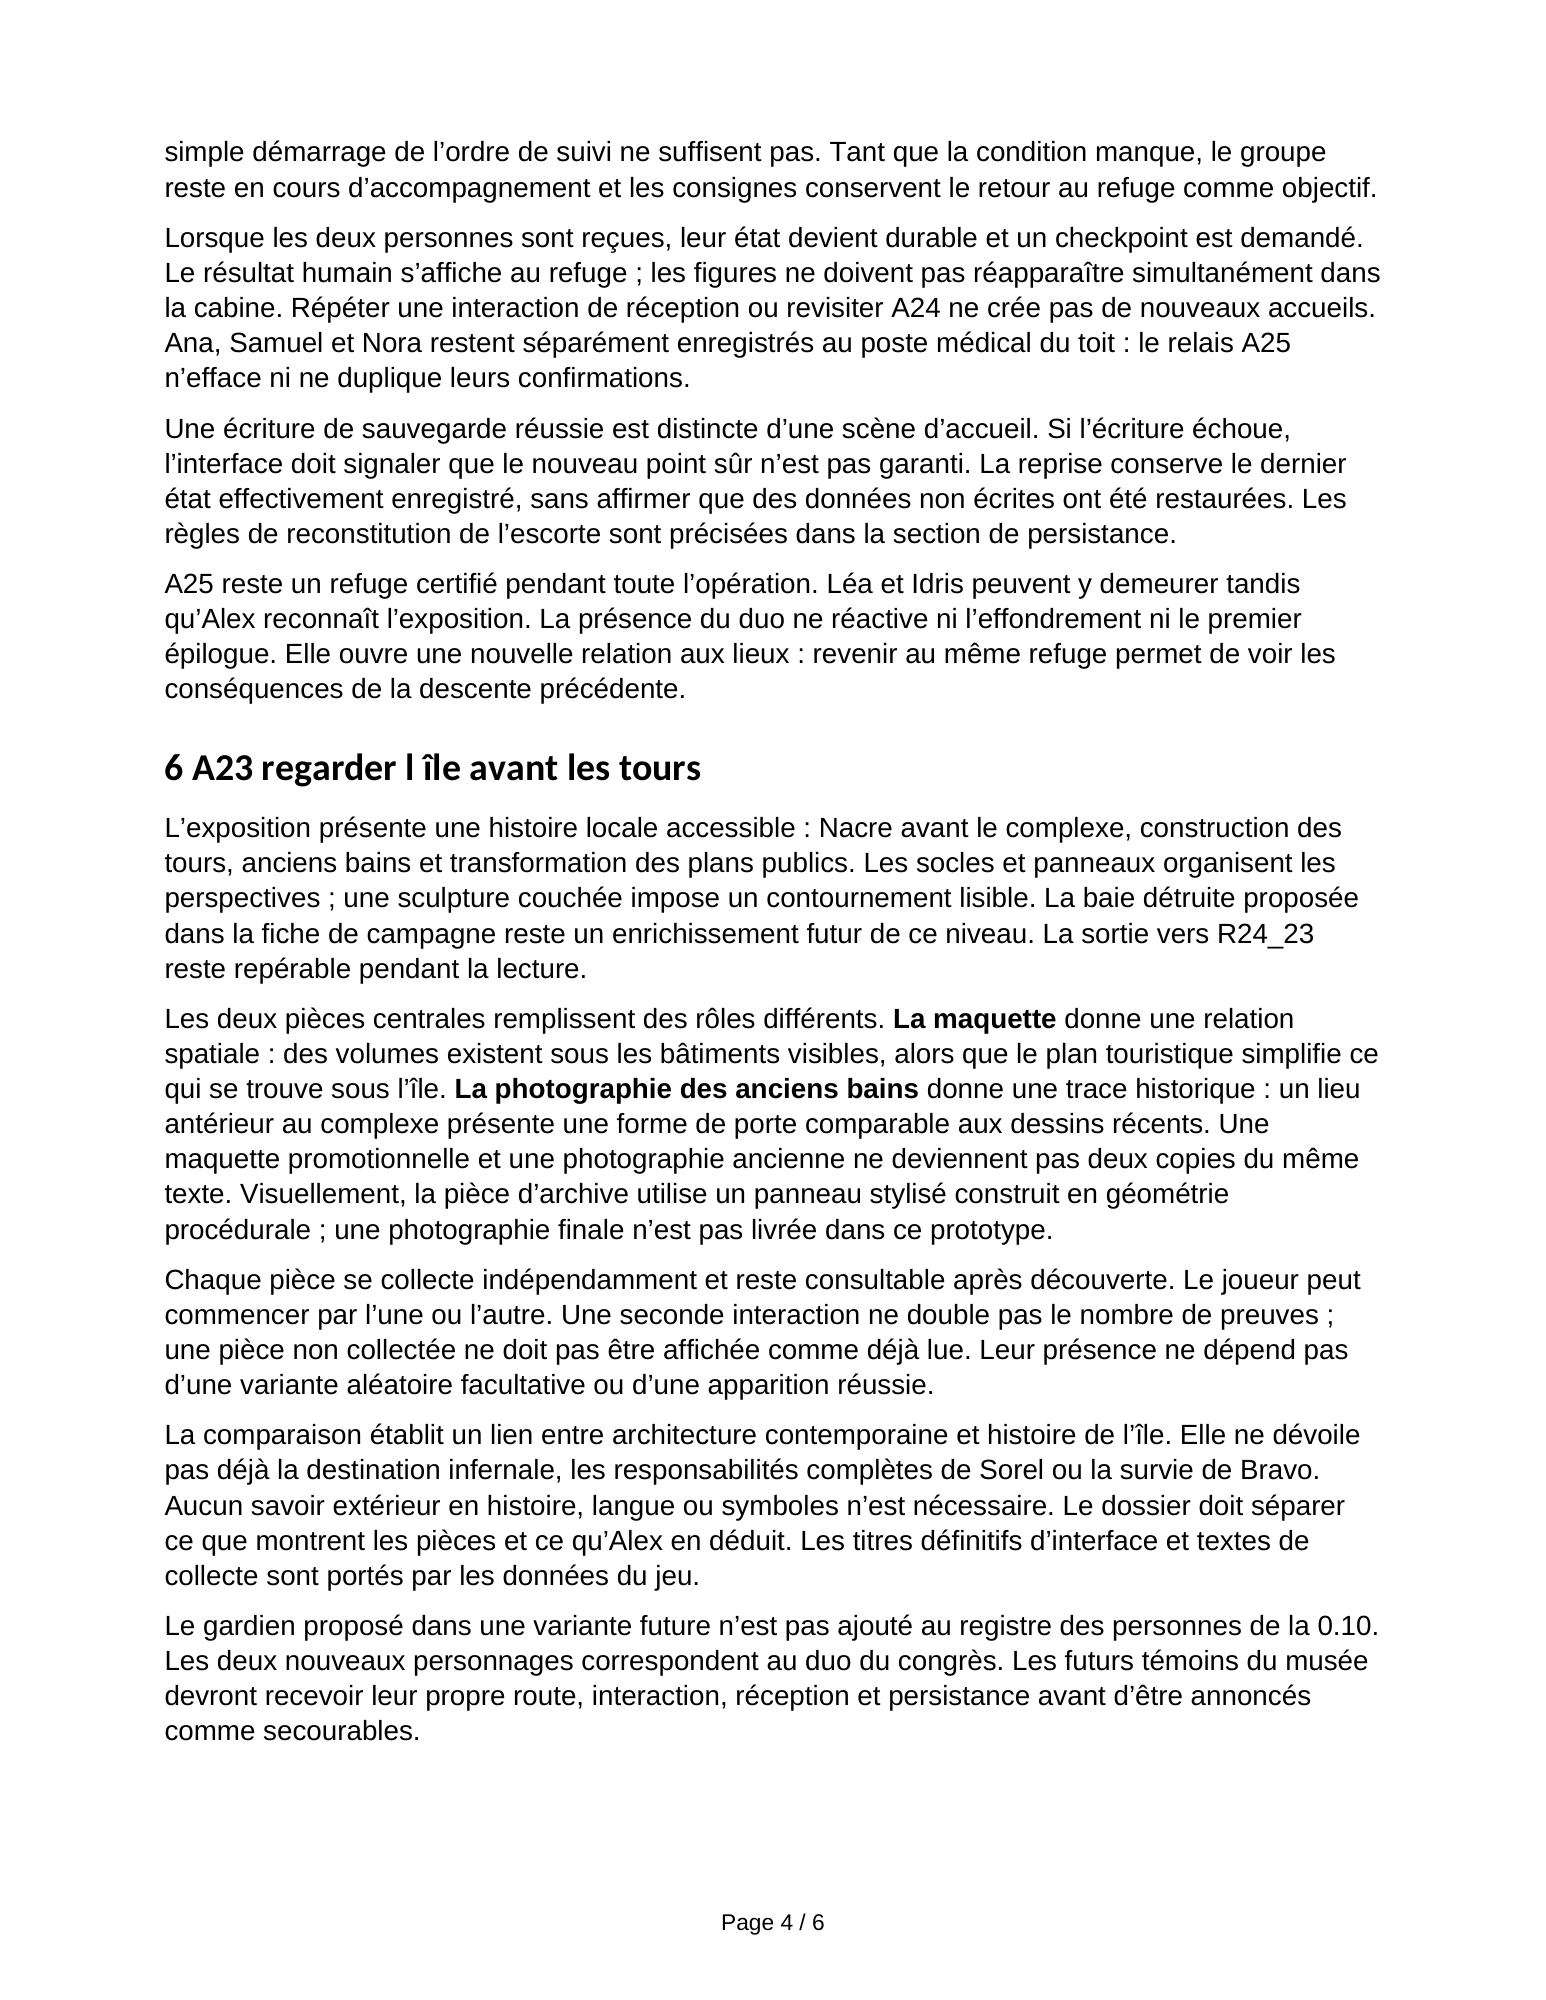 simple démarrage de l’ordre de suivi ne suffisent pas. Tant que la condition manque, le groupe
reste en cours d’accompagnement et les consignes conservent le retour au refuge comme objectif.
Lorsque les deux personnes sont reçues, leur état devient durable et un checkpoint est demandé.
Le résultat humain s’affiche au refuge ; les figures ne doivent pas réapparaître simultanément dans
la cabine. Répéter une interaction de réception ou revisiter A24 ne crée pas de nouveaux accueils.
Ana, Samuel et Nora restent séparément enregistrés au poste médical du toit : le relais A25
n’efface ni ne duplique leurs confirmations.
Une écriture de sauvegarde réussie est distincte d’une scène d’accueil. Si l’écriture échoue,
l’interface doit signaler que le nouveau point sûr n’est pas garanti. La reprise conserve le dernier
état effectivement enregistré, sans affirmer que des données non écrites ont été restaurées. Les
règles de reconstitution de l’escorte sont précisées dans la section de persistance.
A25 reste un refuge certifié pendant toute l’opération. Léa et Idris peuvent y demeurer tandis
qu’Alex reconnaît l’exposition. La présence du duo ne réactive ni l’effondrement ni le premier
épilogue. Elle ouvre une nouvelle relation aux lieux : revenir au même refuge permet de voir les
conséquences de la descente précédente.
6 A23 regarder l île avant les tours
L’exposition présente une histoire locale accessible : Nacre avant le complexe, construction des
tours, anciens bains et transformation des plans publics. Les socles et panneaux organisent les
perspectives ; une sculpture couchée impose un contournement lisible. La baie détruite proposée
dans la fiche de campagne reste un enrichissement futur de ce niveau. La sortie vers R24_23
reste repérable pendant la lecture.
Les deux pièces centrales remplissent des rôles différents. La maquette donne une relation
spatiale : des volumes existent sous les bâtiments visibles, alors que le plan touristique simplifie ce
qui se trouve sous l’île. La photographie des anciens bains donne une trace historique : un lieu
antérieur au complexe présente une forme de porte comparable aux dessins récents. Une
maquette promotionnelle et une photographie ancienne ne deviennent pas deux copies du même
texte. Visuellement, la pièce d’archive utilise un panneau stylisé construit en géométrie
procédurale ; une photographie finale n’est pas livrée dans ce prototype.
Chaque pièce se collecte indépendamment et reste consultable après découverte. Le joueur peut
commencer par l’une ou l’autre. Une seconde interaction ne double pas le nombre de preuves ;
une pièce non collectée ne doit pas être affichée comme déjà lue. Leur présence ne dépend pas
d’une variante aléatoire facultative ou d’une apparition réussie.
La comparaison établit un lien entre architecture contemporaine et histoire de l’île. Elle ne dévoile
pas déjà la destination infernale, les responsabilités complètes de Sorel ou la survie de Bravo.
Aucun savoir extérieur en histoire, langue ou symboles n’est nécessaire. Le dossier doit séparer
ce que montrent les pièces et ce qu’Alex en déduit. Les titres définitifs d’interface et textes de
collecte sont portés par les données du jeu.
Le gardien proposé dans une variante future n’est pas ajouté au registre des personnes de la 0.10.
Les deux nouveaux personnages correspondent au duo du congrès. Les futurs témoins du musée
devront recevoir leur propre route, interaction, réception et persistance avant d’être annoncés
comme secourables.
Page 4 / 6